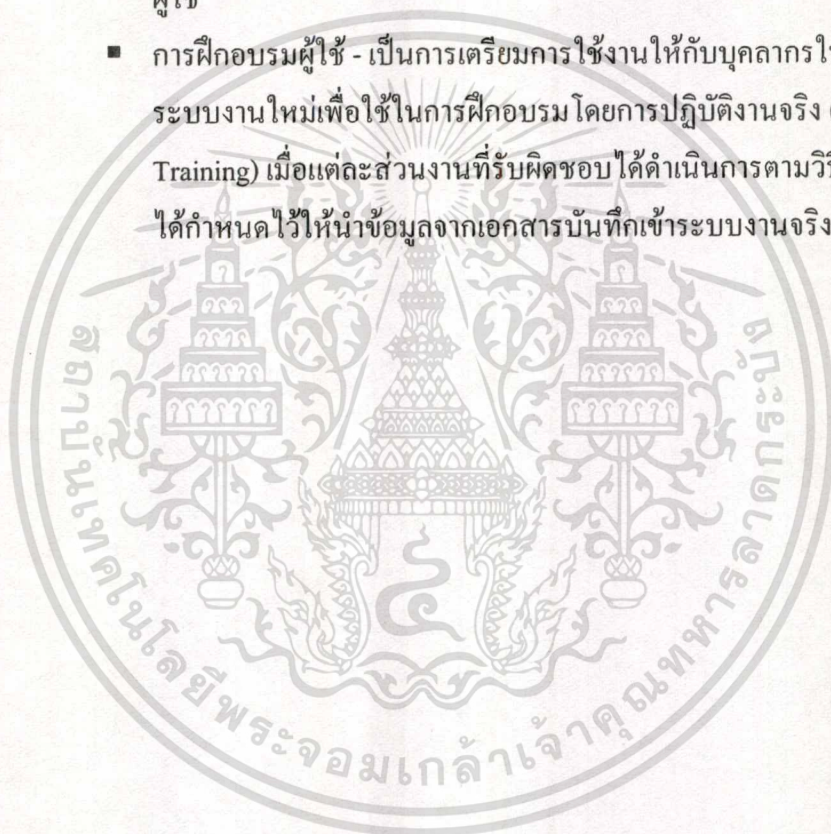 ผู้ใช้
▪ การฝึกอบรมผู้ใช้ - เป็นการเตรียมการใช้งานให้กับบุคลากร
ระบบงานใหม่เพื่อใช้ในการฝึกอบรมโดยการปฏิบัติงานจริง
Training) เมื่อแต่ละส่วนงานที่รับผิดชอบได้ดำเนินการตาม
ได้กำหนดไว้ให้นำข้อมูลจากเอกสารบันทึกเข้าระบบงานจริง
สถาบันเทคโนโลยีพระจอมเกล้าเจ้าคุณทหารลาดกระบัง